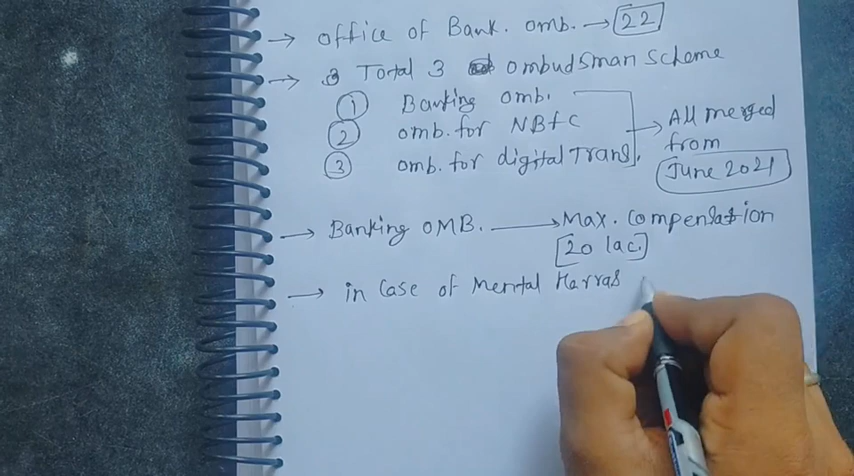 → office of Bank. omb. → 22
→ Total 3 ombudsman scheme
① Banking omb.
② omb. for NBFC
③ omb. for digital Trans.
→ All merged
from
June 2021
→ Banking OMB. → Max. compensation
[20 lac.]
→ in case of Mental Harras